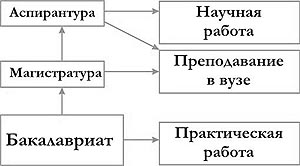 Аспирантура
Научная
работа
Магистратура
Преподавание
в вузе
Бакалавриат
Практическая
работа